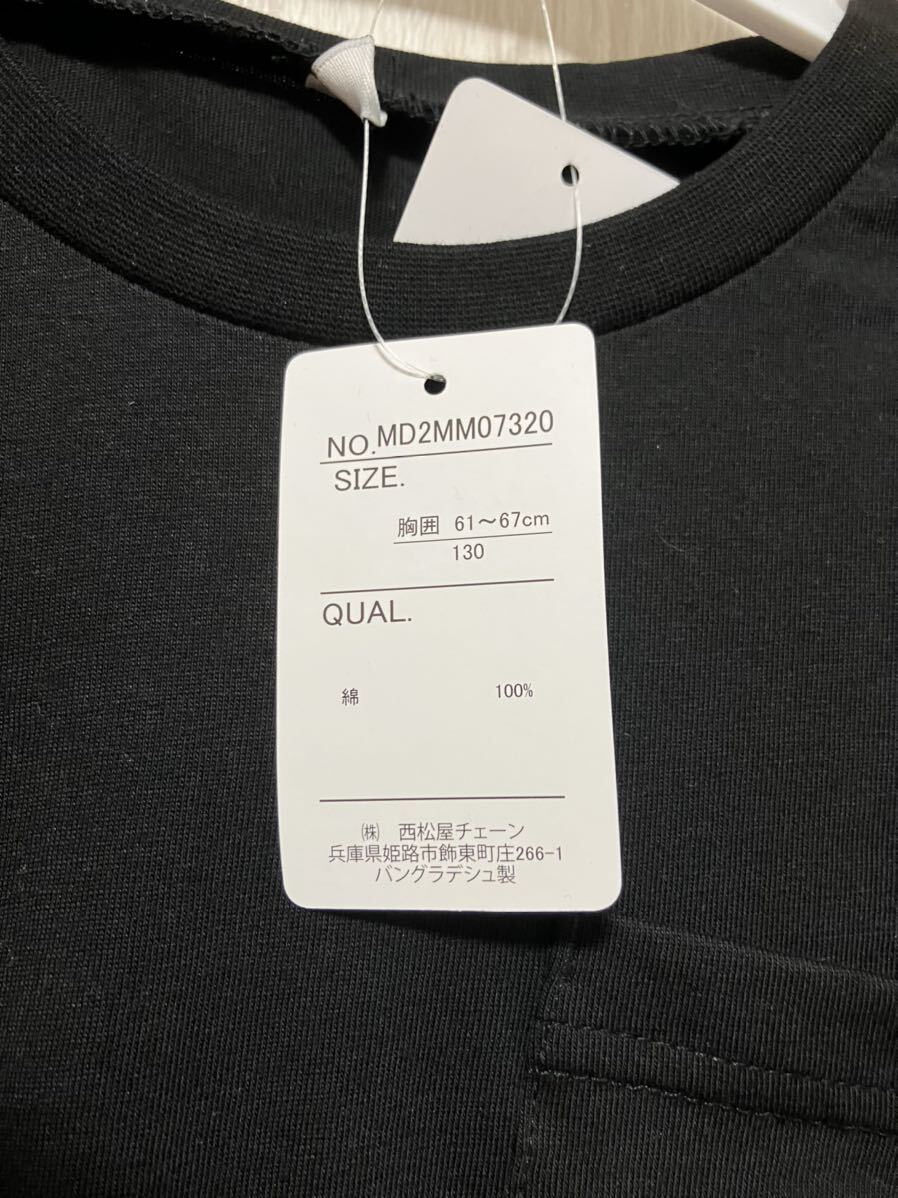 NO.MD2MM07320
SIZE.
胸囲 61～67cm
130
QUAL.
綿 100%
㈱ 西松屋チェーン
兵庫県姫路市飾東町庄266-1
バングラデシュ製